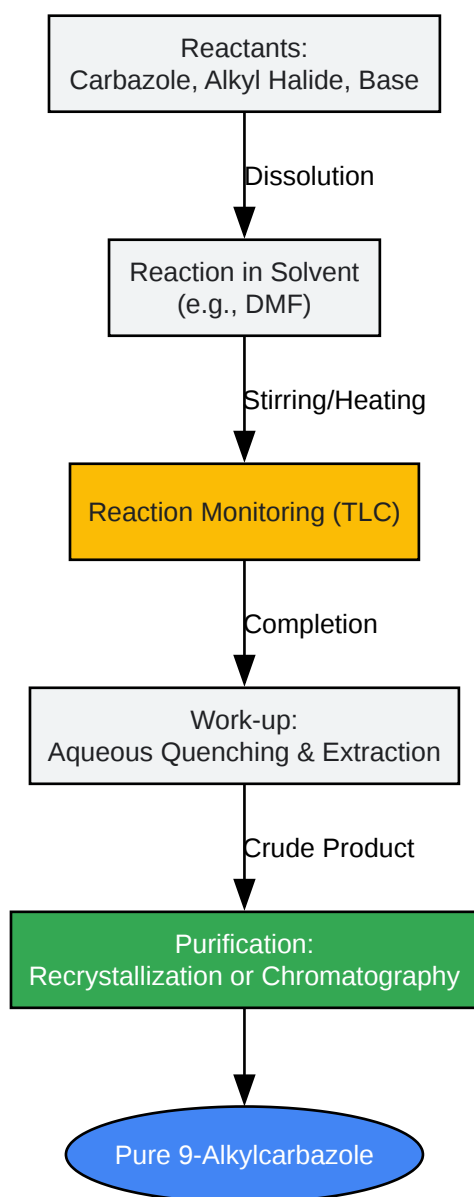 Reactants:
Carbazole, Alkyl Halide, Base
Dissolution
Reaction in Solvent
(e.g., DMF)
Stirring/Heating
Reaction Monitoring (TLC)
Completion
Work-up:
Aqueous Quenching & Extraction
Crude Product
Purification:
Recrystallization or Chromatography
Pure 9-Alkylcarbazole